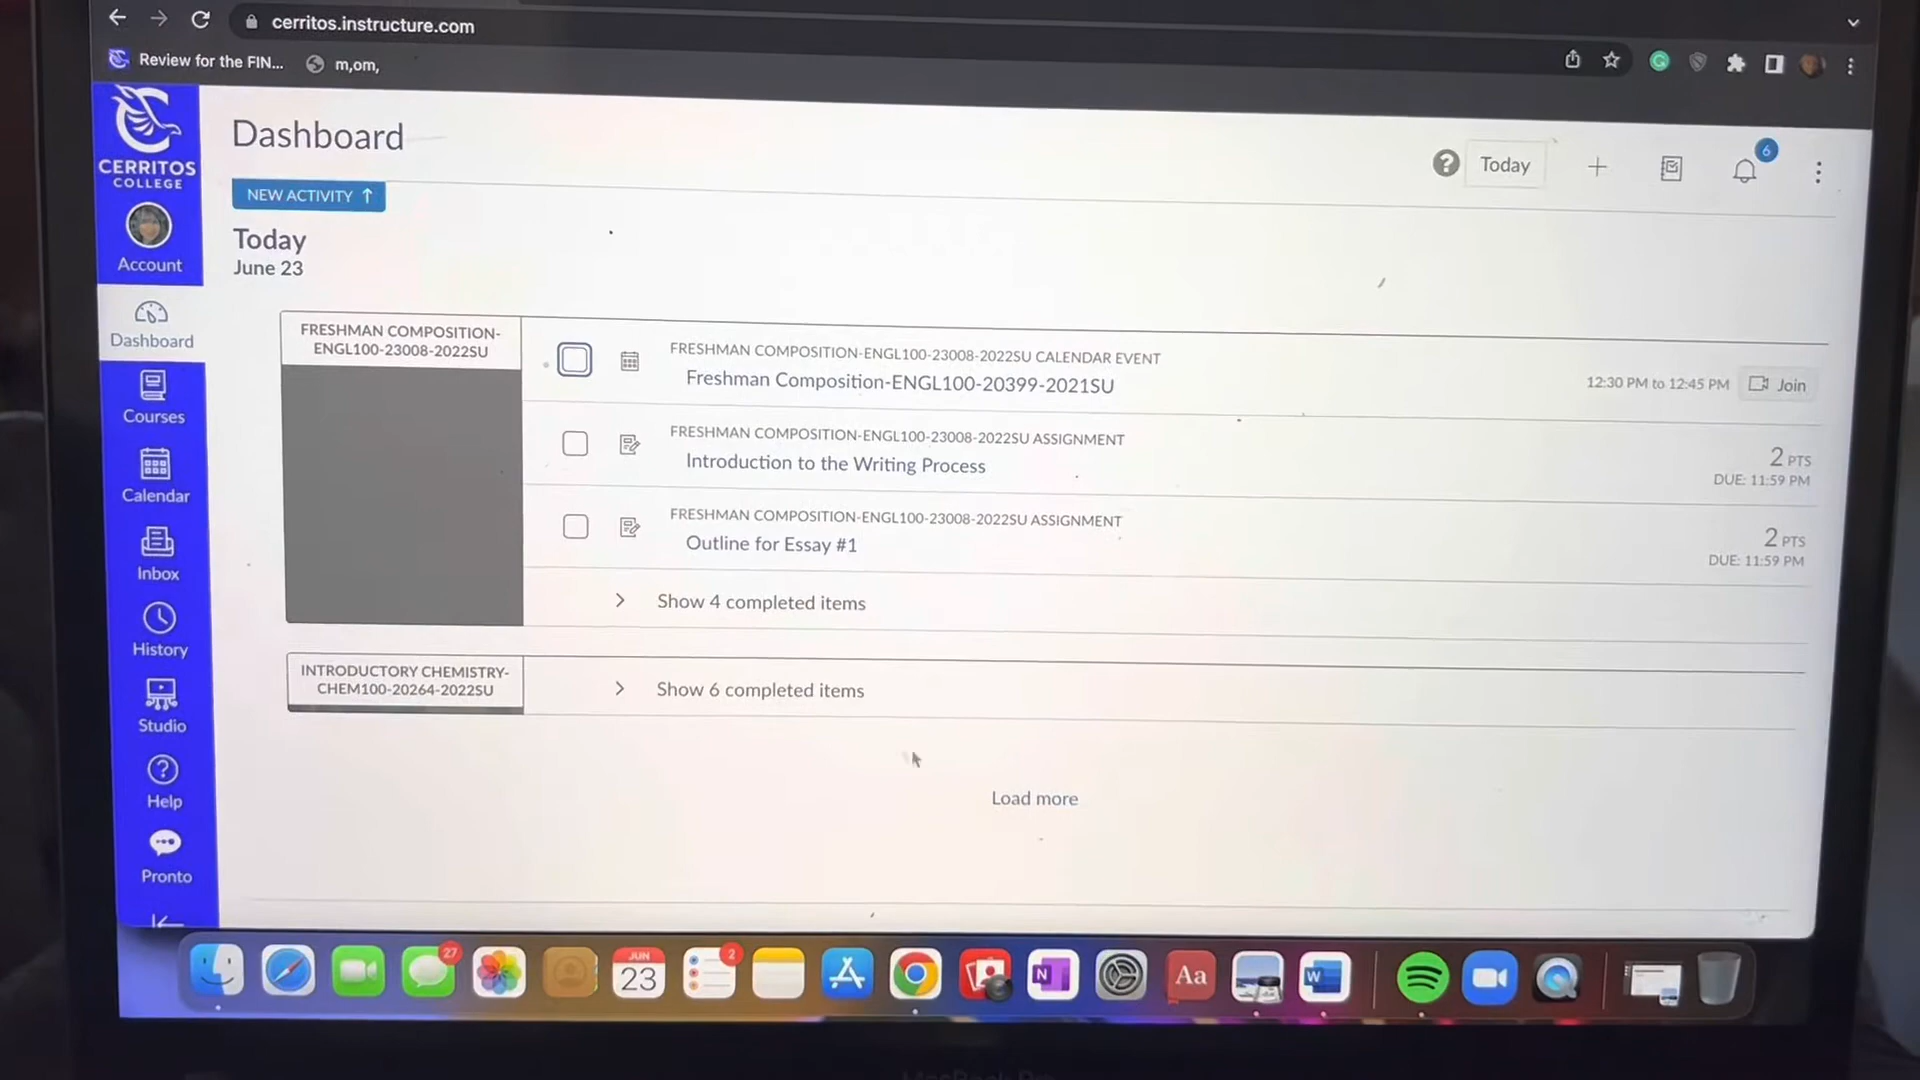 cerritos.instructure.com
Review for the FIN...
m,om,
CERRITOS
COLLEGE
Account
Dashboard
Courses
Calendar
Inbox
History
Studio
Help
Pronto
Dashboard
Today
6
NEW ACTIVITY
Today
June 23
FRESHMAN COMPOSITION-
ENGL100-23008-2022SU
FRESHMAN COMPOSITION-ENGL100-23008-2022SU CALENDAR EVENT
Freshman Composition-ENGL100-20399-2021SU
12:30 PM to 12:45 PM
Join
FRESHMAN COMPOSITION-ENGL100-23008-2022SU ASSIGNMENT
Introduction to the Writing Process
2 PTS
DUE: 11:59 PM
FRESHMAN COMPOSITION-ENGL100-23008-2022SU ASSIGNMENT
Outline for Essay #1
2 PTS
DUE: 11:59 PM
Show 4 completed items
INTRODUCTORY CHEMISTRY-
CHEM100-20264-2022SU
Show 6 completed items
Load more
27
JUN
23
2
N
Aa
W